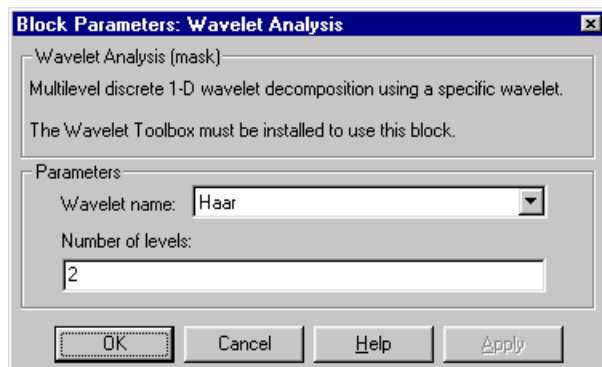 Block Parameters: Wavelet Analysis
Wavelet Analysis (mask)
Multilevel discrete 1-D wavelet decomposition using a specific wavelet.
The Wavelet Toolbox must be installed to use this block.
Parameters
Wavelet name: Haar
Number of levels:
2
OK Cancel Help Apply